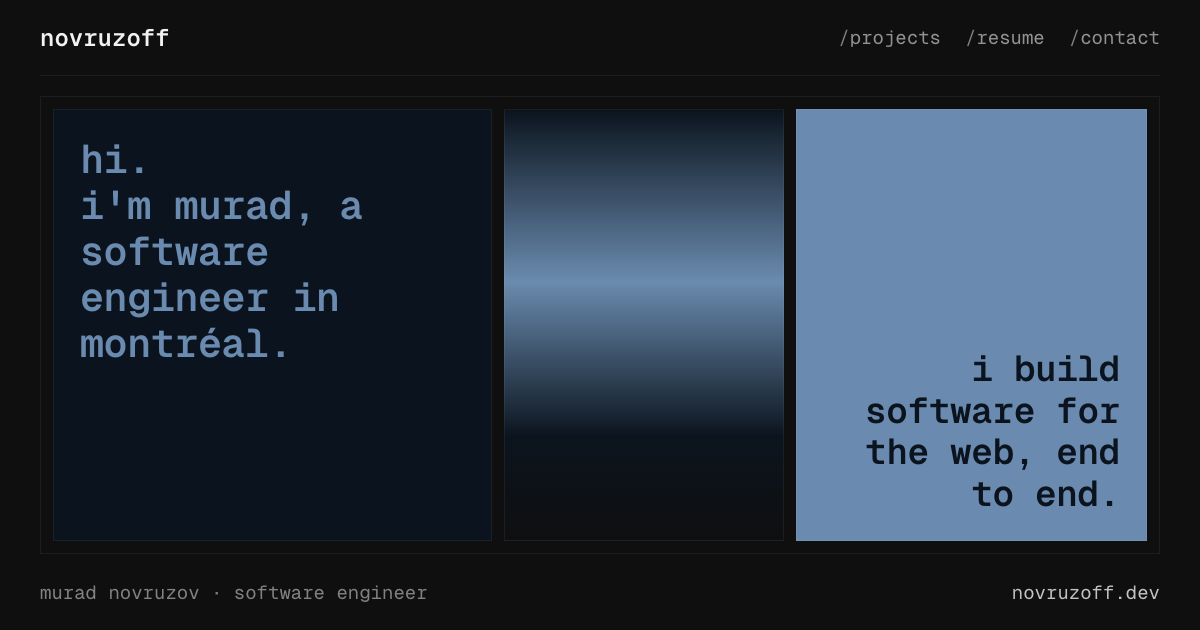 novruzoff
/projects /resume /contact
hi.
i'm murad, a
software
engineer in
montréal.
i build
software for
the web, end
to end.
murad novruzov · software engineer
novruzoff.dev